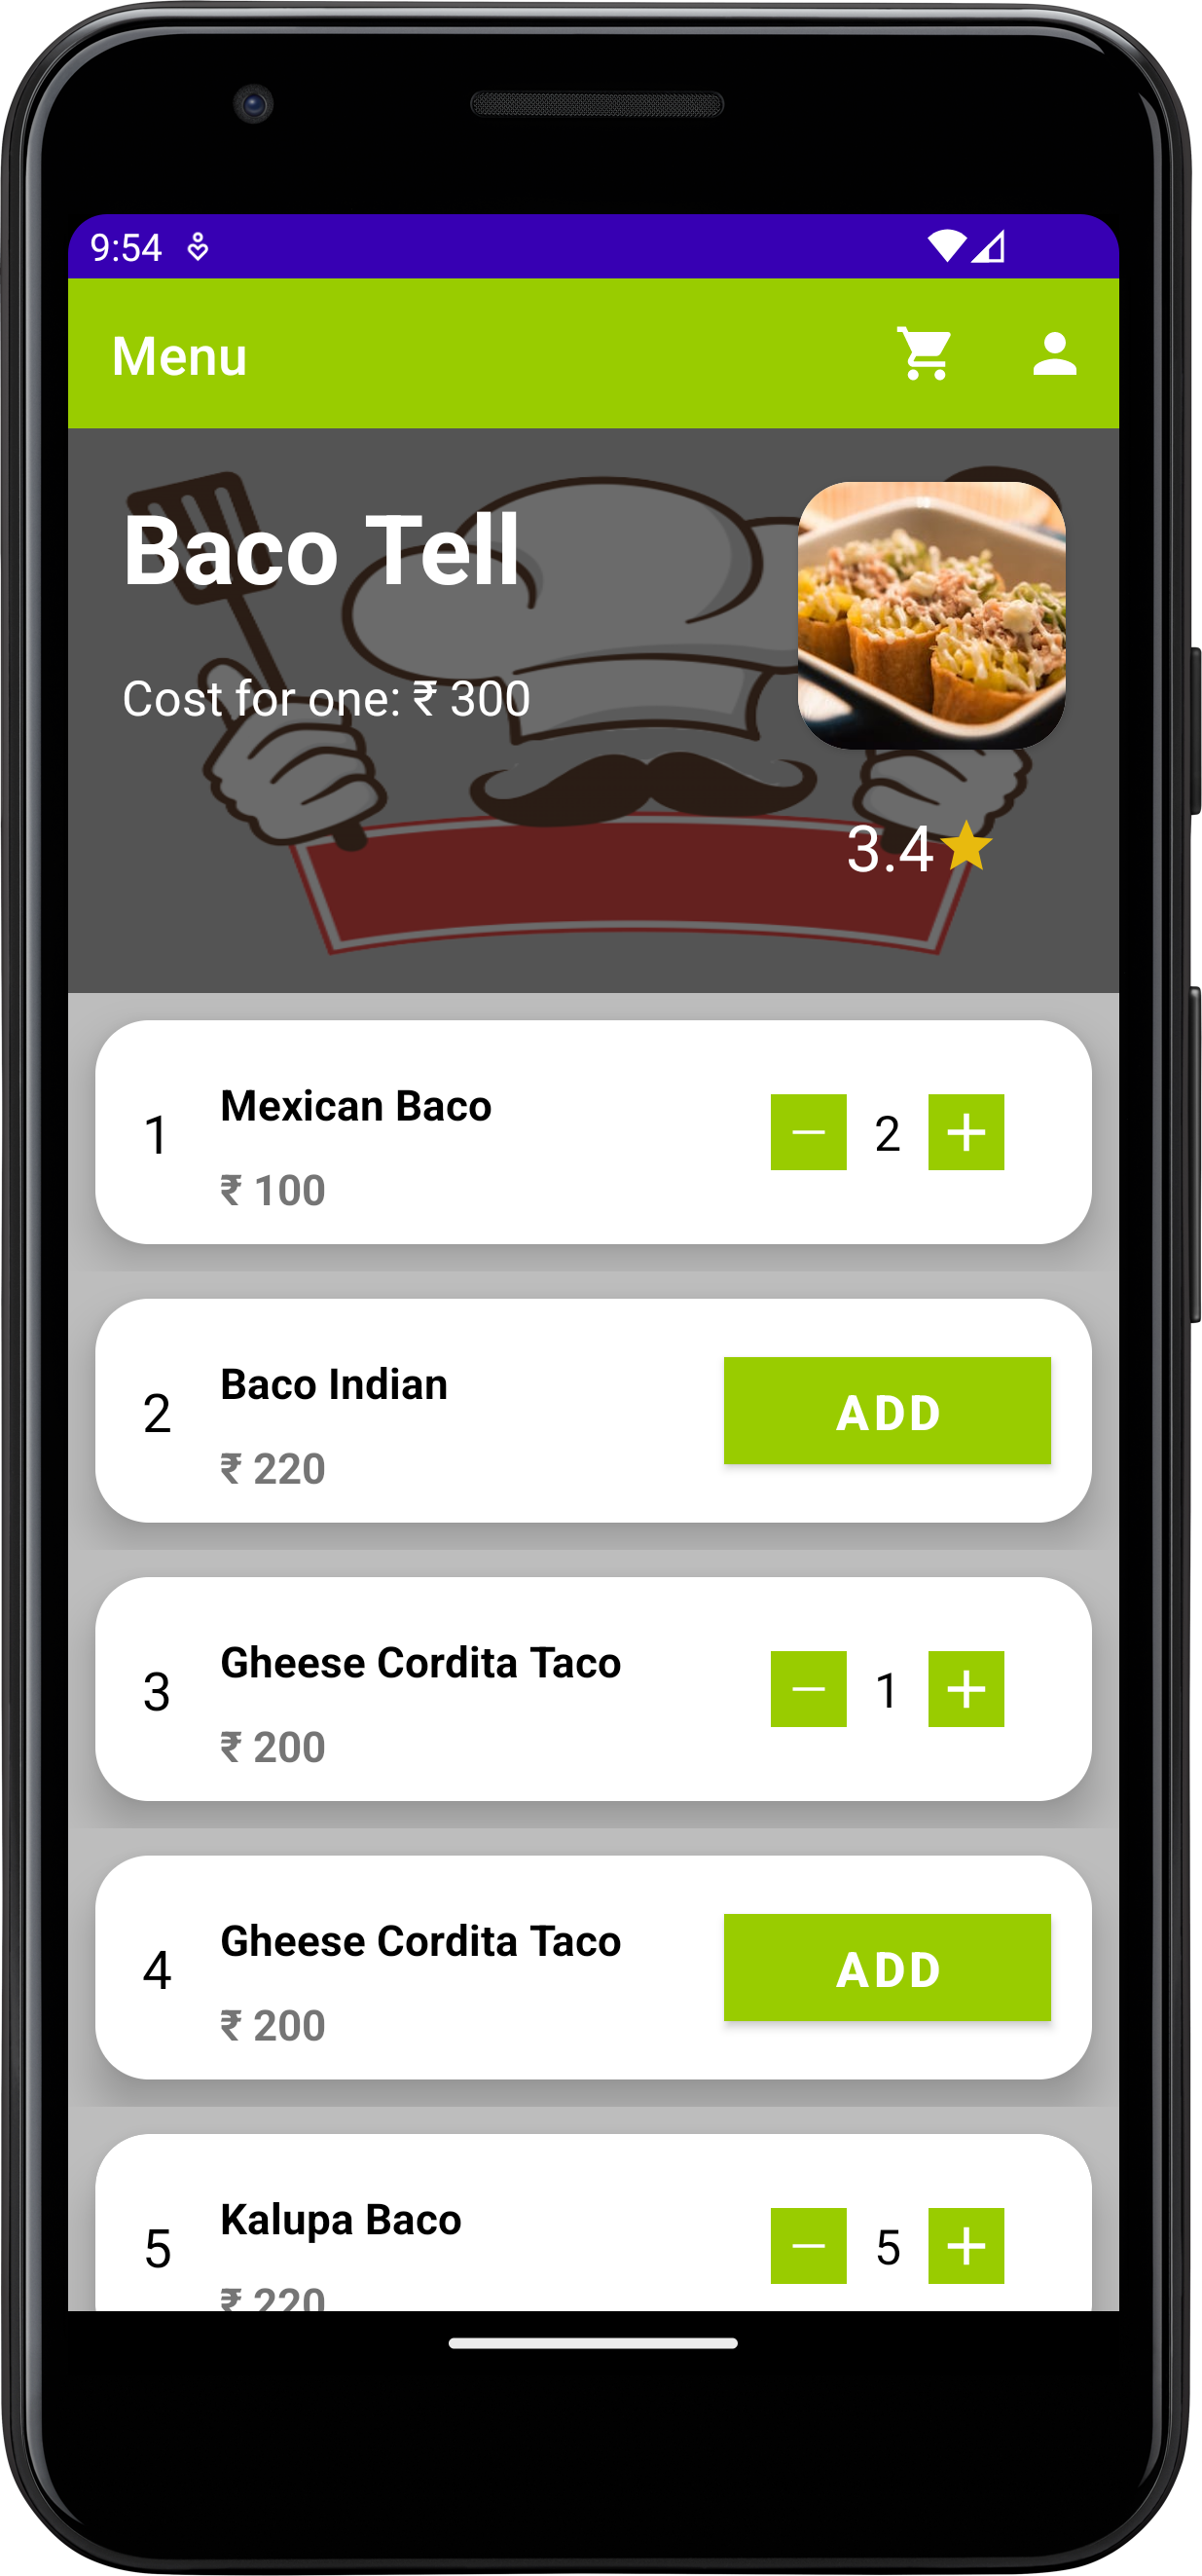 9:54
Menu
Baco Tell
Cost for one: ₹ 300
3.4
1 Mexican Baco 2
₹ 100
2 Baco Indian ADD
₹ 220
3 Gheese Cordita Taco 1
₹ 200
4 Gheese Cordita Taco ADD
₹ 200
5 Kalupa Baco 5
₹ 220